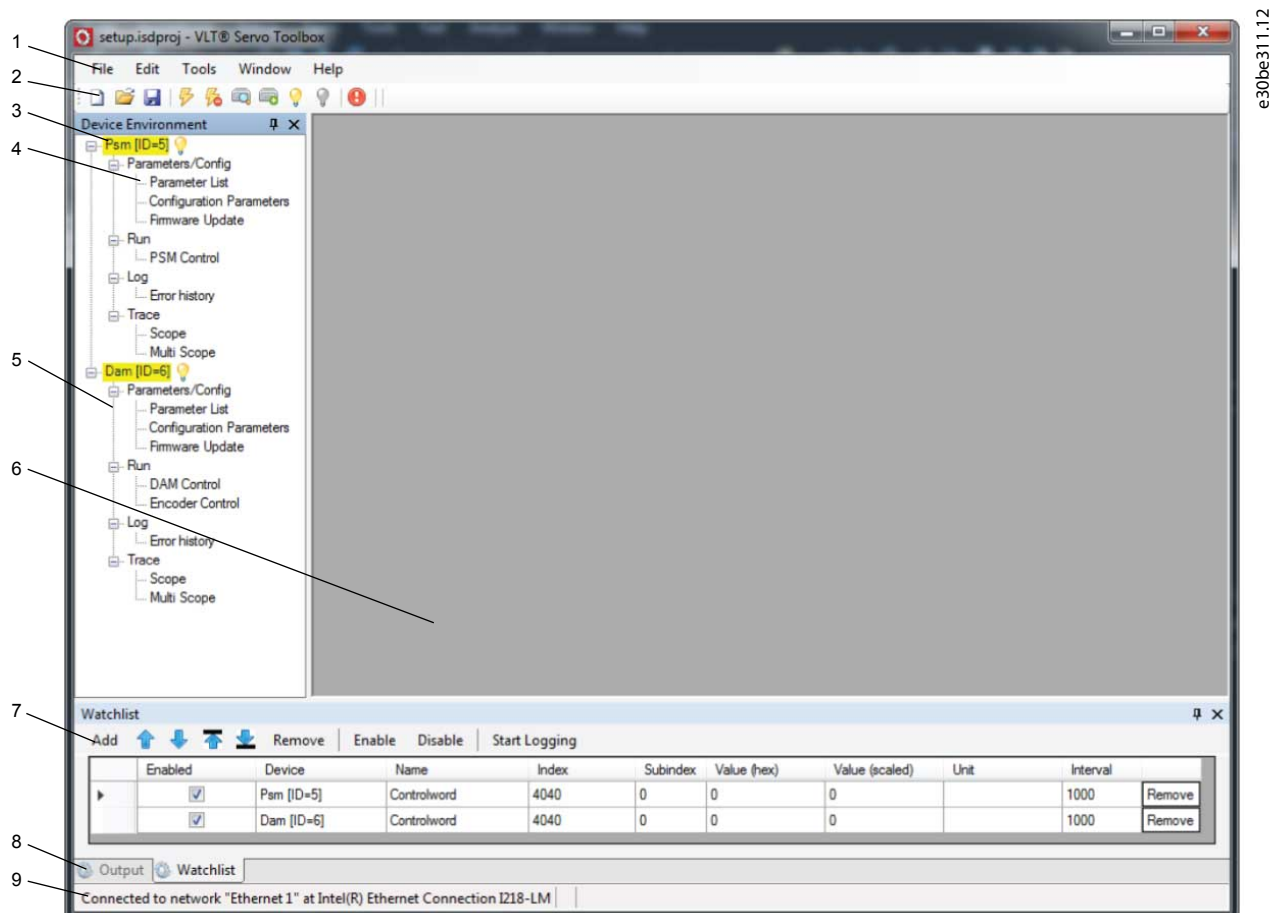 e30be311.12
setup.isdproj - VLT® Servo Toolbox
1
File Edit Tools Window Help
2
3
Device Environment
Psm [ID=5]
4
Parameters/Config
Parameter List
Configuration Parameters
Firmware Update
Run
PSM Control
Log
Error history
Trace
Scope
Multi Scope
5
Dam [ID=6]
Parameters/Config
Parameter List
Configuration Parameters
Firmware Update
6
Run
DAM Control
Encoder Control
Log
Error history
Trace
Scope
Multi Scope
7
Watchlist
Add Remove Enable Disable Start Logging
Enabled Device Name Index Subindex Value (hex) Value (scaled) Unit Interval
Psm [ID=5] Controlword 4040 0 0 0 1000 Remove
Dam [ID=6] Controlword 4040 0 0 0 1000 Remove
8
Output Watchlist
9
Connected to network "Ethernet 1" at Intel(R) Ethernet Connection I218-LM